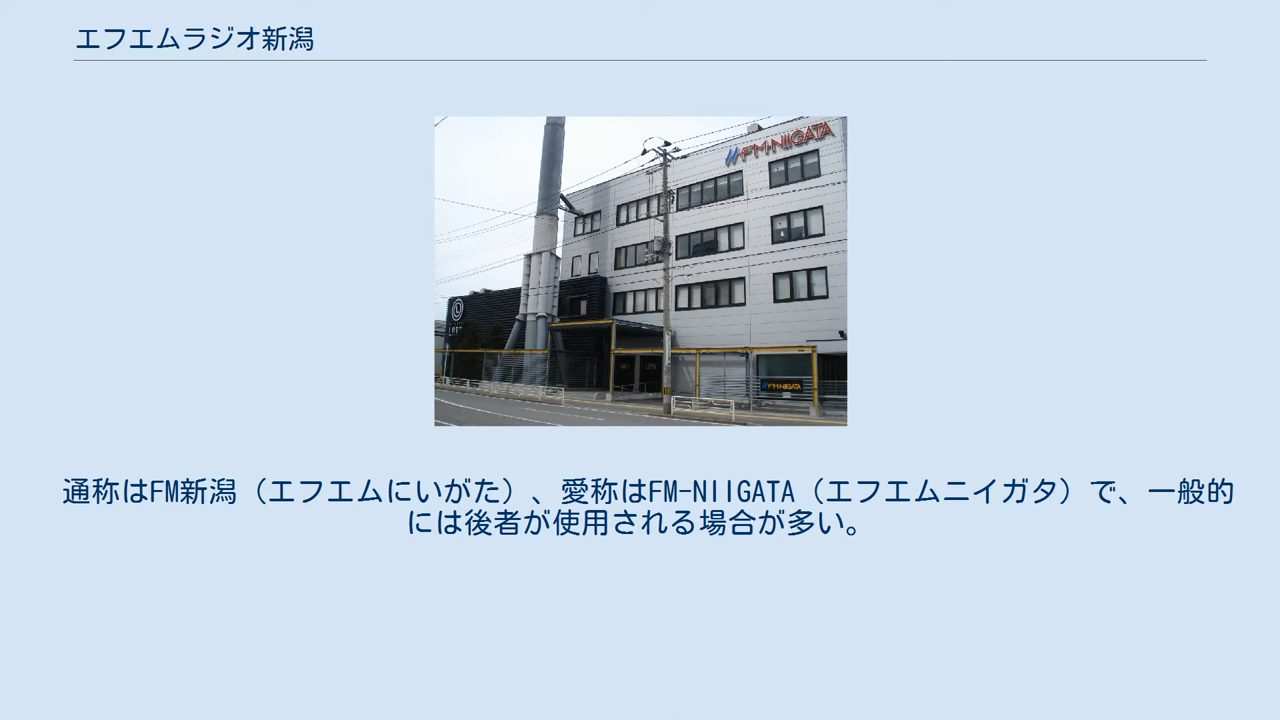 エフエムラジオ新潟
FM-NIIGATA
FM-NIIGATA
通称はFM新潟（エフエムにいがた）、愛称はFM-NIIGATA（エフエムニイガタ）で、一般的
には後者が使用される場合が多い。